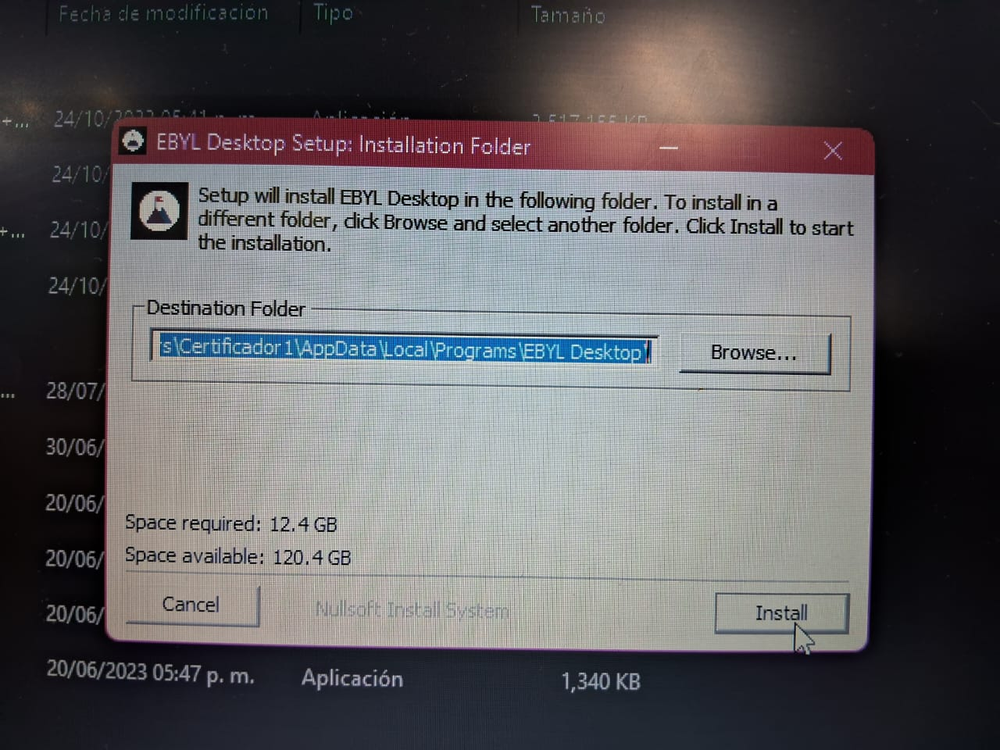 Fecha de modificación Tipo Tamaño
+... 24/10/2023 05:41 p. m. Aplicación
EBYL Desktop Setup: Installation Folder
24/10/
Setup will install EBYL Desktop in the following folder. To install in a
different folder, click Browse and select another folder. Click Install to start
+... 24/10/
the installation.
24/10/
Destination Folder
s\Certificador1\AppData\Local\Programs\EBYL Desktop\ Browse...
... 28/07/
30/06/
20/06/
Space required: 12.4 GB
20/06/ Space available: 120.4 GB
20/06/ Cancel Nullsoft Install System Install
20/06/2023 05:47 p. m. Aplicación 1,340 KB